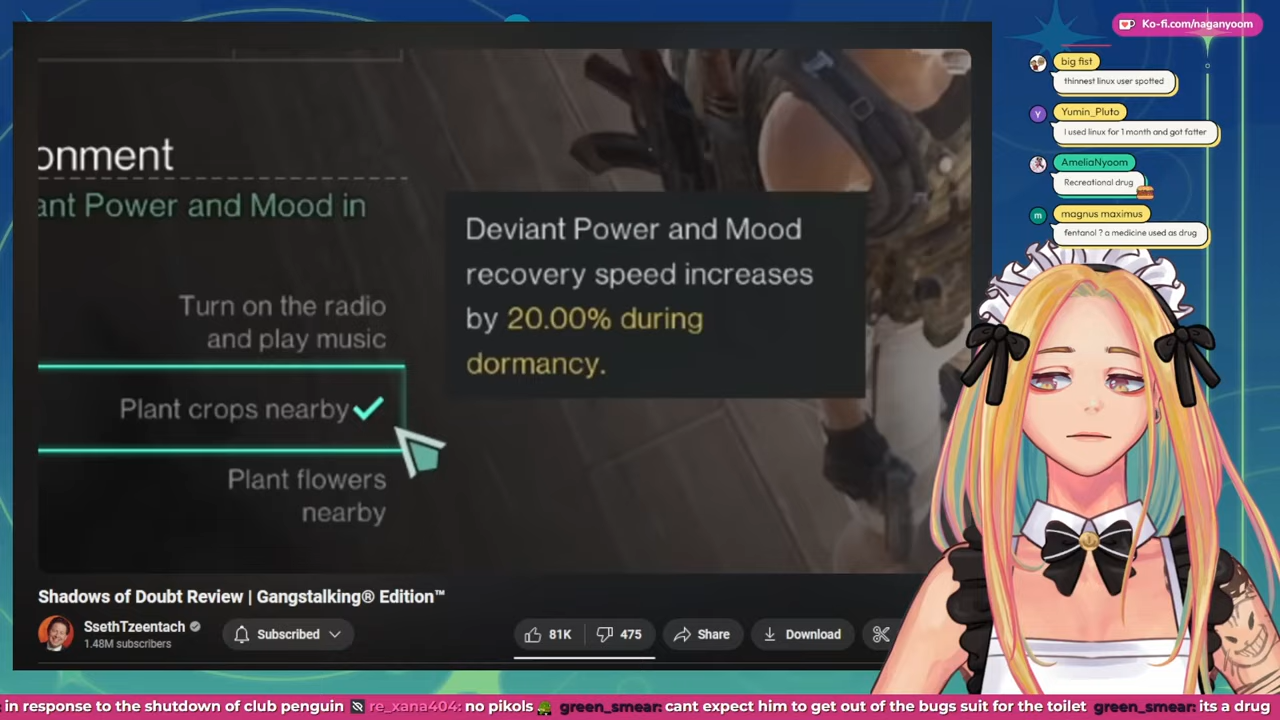 Ko-fi.com/naganyoom
big fist
thinnest linux user spotted
Yumin_Pluto
I used linux for 1 month and got fatter
AmeliaNyoom
Recreational drug
magnus maximus
fentanol ? a medicine used as drug
onment
ant Power and Mood in
Turn on the radio
and play music
Plant crops nearby
Plant flowers
nearby
Deviant Power and Mood
recovery speed increases
by 20.00% during
dormancy.
Shadows of Doubt Review | Gangstalking® Edition™
SsethTzeentach
1.48M subscribers
Subscribed
81K
475
Share
Download
in response to the shutdown of club penguin re_xana404: no pikols green_smear: cant expect him to get out of the bugs suit for the toilet green_smear: its a drug